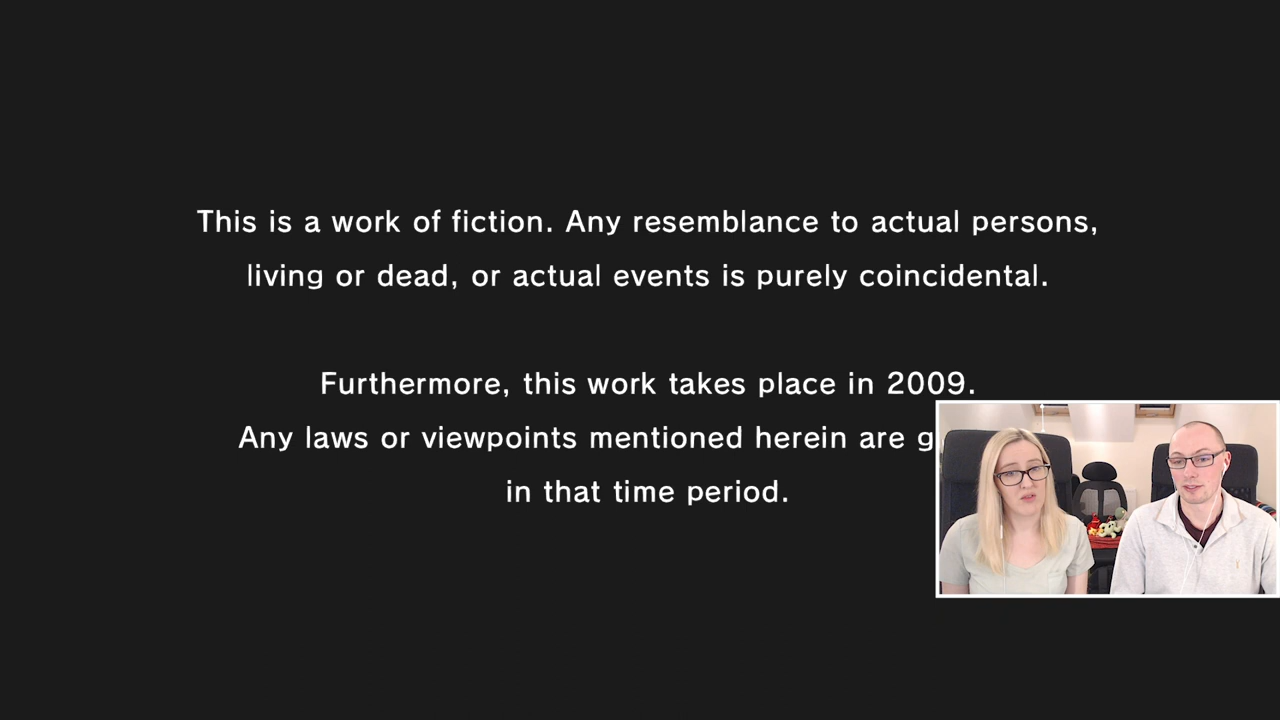 This is a work of fiction. Any resemblance to actual persons,
living or dead, or actual events is purely coincidental.
Furthermore, this work takes place in 2009.
Any laws or viewpoints mentioned herein are
in that time period.